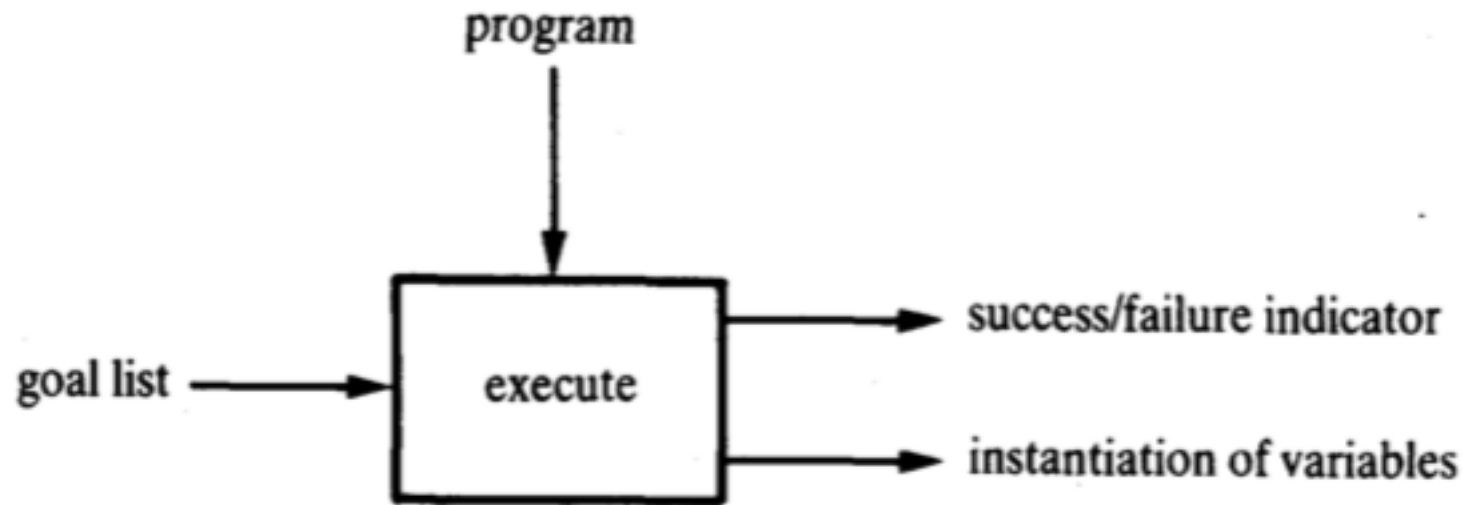 program
success/failure indicator
goal list
execute
instantiation of variables